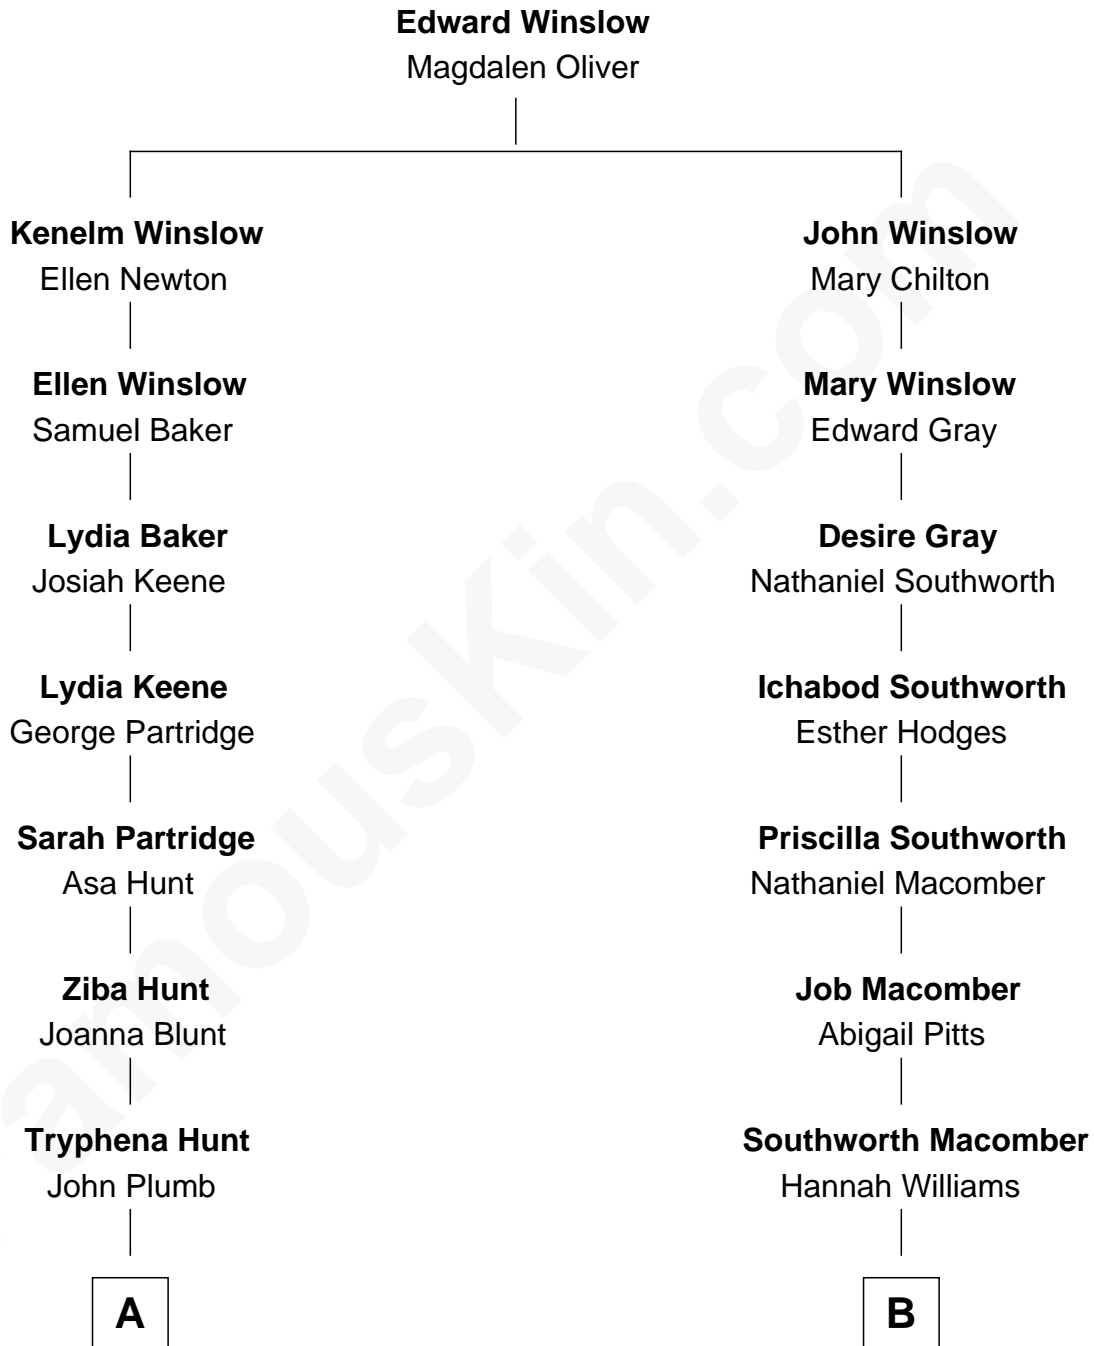 Edward Winslow
Magdalen Oliver
Kenelm Winslow
Ellen Newton
John Winslow
Mary Chilton
Ellen Winslow
Samuel Baker
Mary Winslow
Edward Gray
Lydia Baker
Josiah Keene
Desire Gray
Nathaniel Southworth
Lydia Keene
George Partridge
Ichabod Southworth
Esther Hodges
Sarah Partridge
Asa Hunt
Priscilla Southworth
Nathaniel Macomber
Ziba Hunt
Joanna Blunt
Job Macomber
Abigail Pitts
Tryphena Hunt
John Plumb
Southworth Macomber
Hannah Williams
A
B
amouskin.com